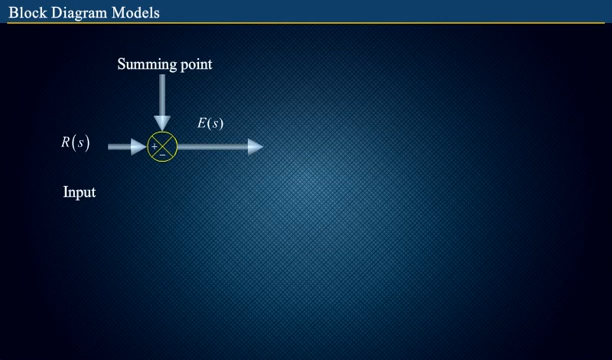 Block Diagram Models
Summing point
E(s)
R(s)
+
−
Input